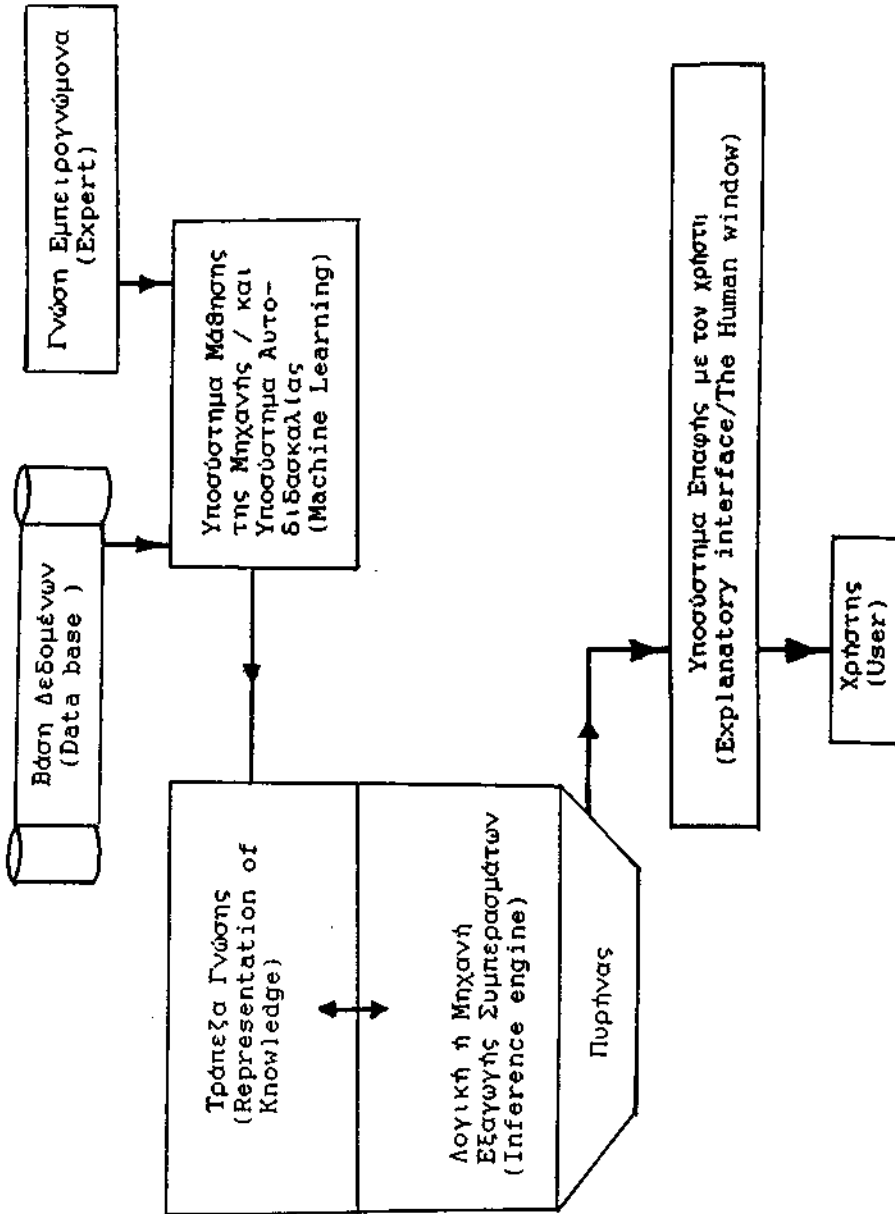 Βάση Δεδομένων
(Data base )
Γνώση Εμπειρογνώμονα
(Expert)
Υποσύστημα Μάθησης
της Μηχανής / και
Υποσύστημα Αυτο-
διδασκαλίας
(Machine Learning)
Τράπεζα Γνώσης
(Representation of
Knowledge)
Λογική ή Μηχανή
Εξαγωγής Συμπερασμάτων
(Inference engine)
Πυρήνας
Υποσύστημα Επαφής με τον χρήστη
(Explanatory interface/The Human window)
Χρήστης
(User)